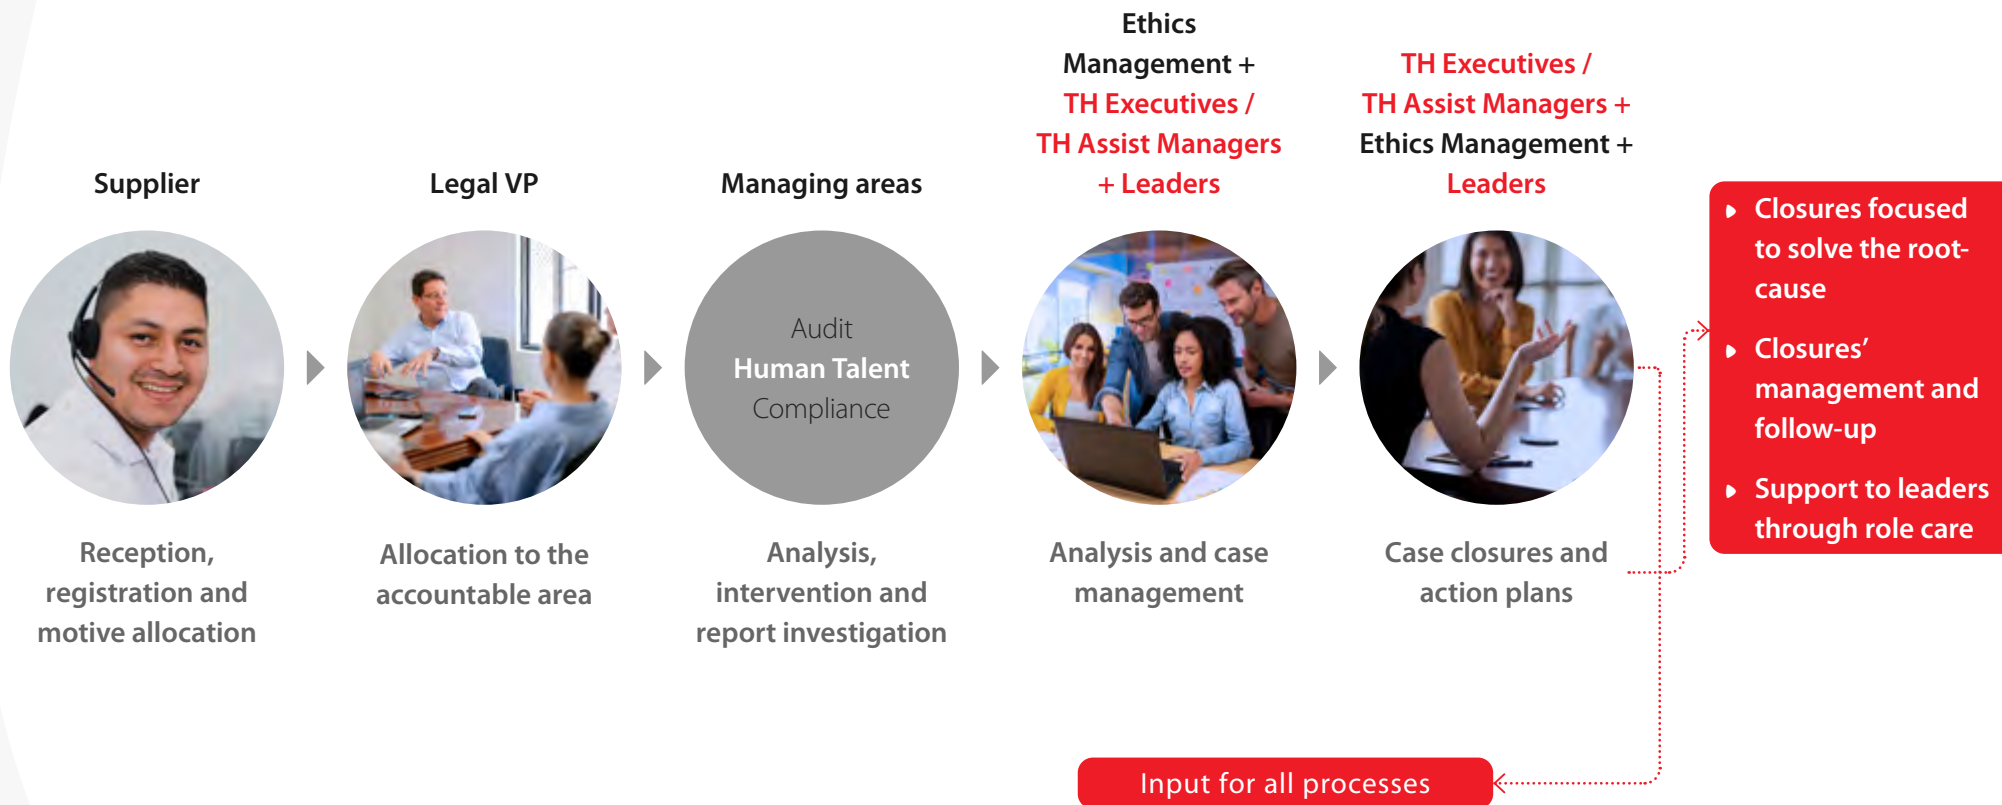 Supplier
Reception,
registration and
motive allocation
Legal VP
Allocation to the
accountable area
Managing areas
Audit
Human Talent
Compliance
Analysis,
intervention and
report investigation
Ethics
Management +
TH Executives /
TH Assist Managers
+ Leaders
Analysis and case
management
TH Executives /
TH Assist Managers +
Ethics Management +
Leaders
Case closures and
action plans
Closures focused
to solve the root-
cause
Closures’
management and
follow-up
Support to leaders
through role care
Input for all processes